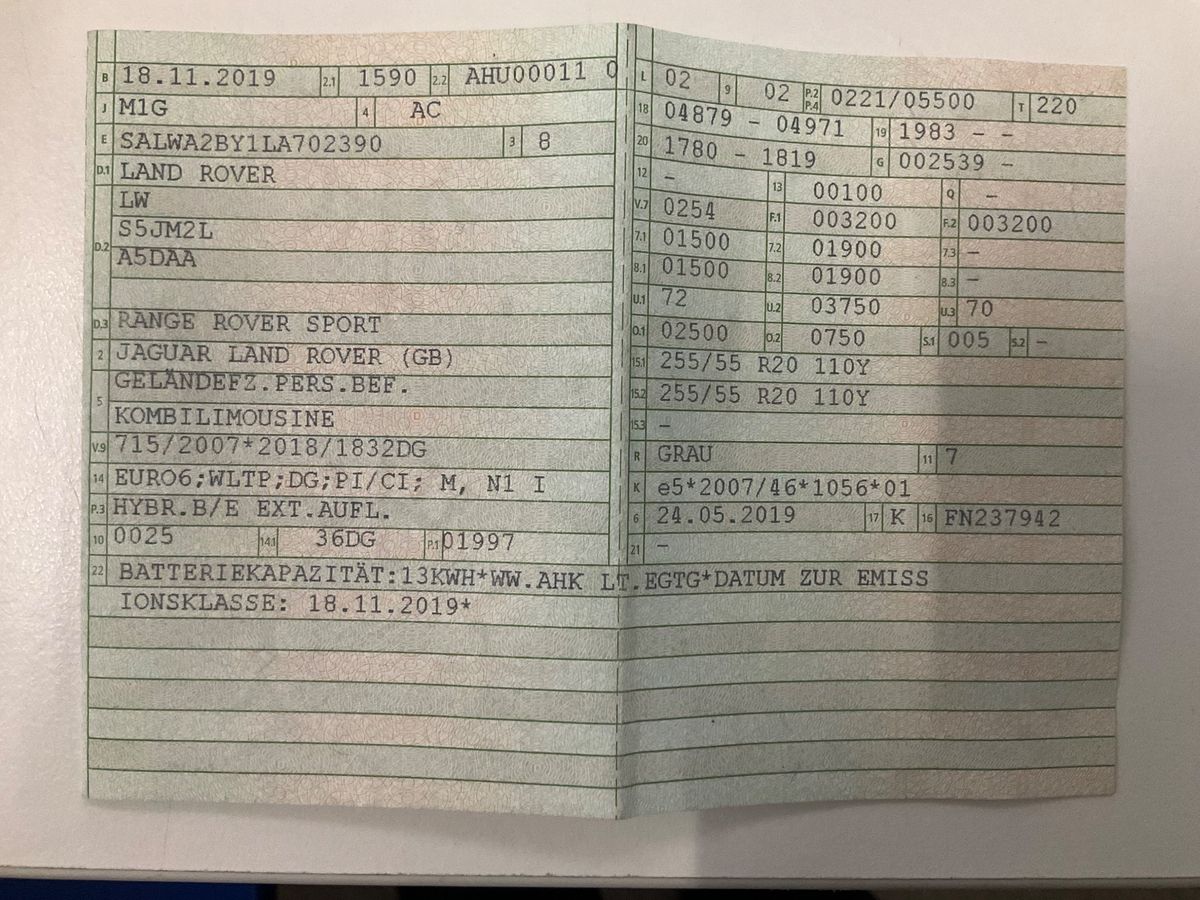 B 18.11.2019 2.1 1590 2.2 AHU00011 0
J M1G 4 AC
E SALWA2BY1LA702390 3 8
D.1 LAND ROVER
D.2 LW
S5JM2L
A5DAA
D.3 RANGE ROVER SPORT
2 JAGUAR LAND ROVER (GB)
5 GELÄNDEFZ.PERS.BEF.
KOMBILIMOUSINE
V.9 715/2007*2018/1832DG
14 EURO6;WLTP;DG;PI/CI; M, N1 I
P.3 HYBR.B/E EXT.AUFL.
10 0025 14.1 36DG P.1 01997
L 02 9 02 P.2 P.4 0221/05500 T 220
18 04879 - 04971 19 1983 - -
20 1780 - 1819 G 002539 -
12 - 13 00100 Q -
V.7 0254 F.1 003200 F.2 003200
7.1 01500 7.2 01900 7.3 -
8.1 01500 8.2 01900 8.3 -
U.1 72 U.2 03750 U.3 70
O.1 02500 O.2 0750 S.1 005 S.2 -
15.1 255/55 R20 110Y
15.2 255/55 R20 110Y
15.3 -
R GRAU 11 7
K e5*2007/46*1056*01
6 24.05.2019 17 K 16 FN237942
21 -
22 BATTERIEKAPAZITÄT:13KWH*WW.AHK LT.EGTG*DATUM ZUR EMISS
IONSKLASSE: 18.11.2019*